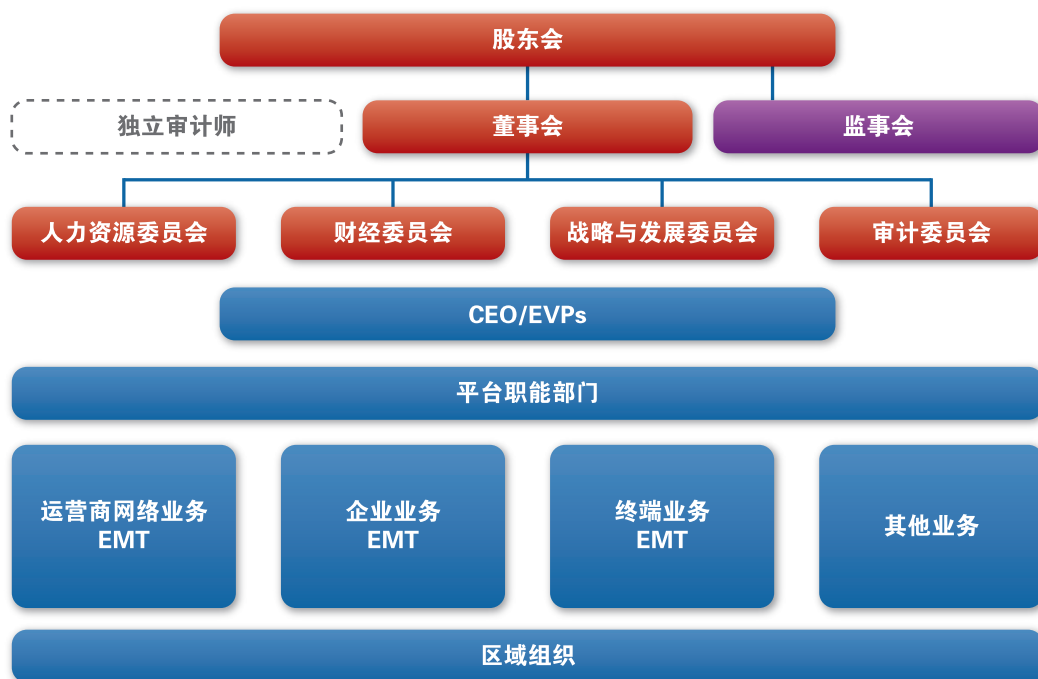 股东会
独立审计师
董事会
监事会
人力资源委员会
财经委员会
战略与发展委员会
审计委员会
CEO/EVPs
平台职能部门
运营商网络业务
EMT
企业业务
EMT
终端业务
EMT
其他业务
区域组织